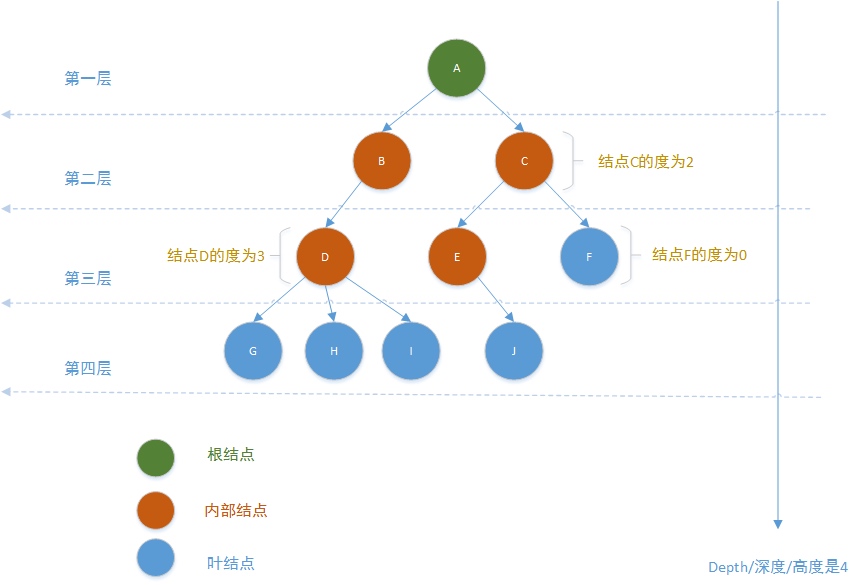 A
第一层
B
C
结点C的度为2
第二层
结点D的度为3
D
E
F
结点F的度为0
第三层
G
H
I
J
第四层
根结点
内部结点
叶结点
Depth/深度/高度是4